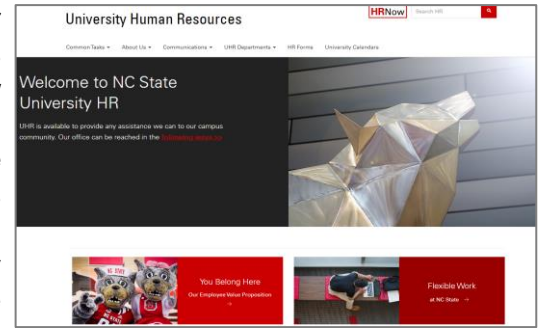 University Human Resources
HRNow
Search HR
Common Tasks
About Us
Communications
UHR Departments
HR Forms
University Calendars
Welcome to NC State
University HR
UHR is available to provide any assistance we can to our campus
community. Our office can be reached in the
You Belong Here
Our Employee Value Proposition
→
Flexible Work
at NC State →
NC STATE